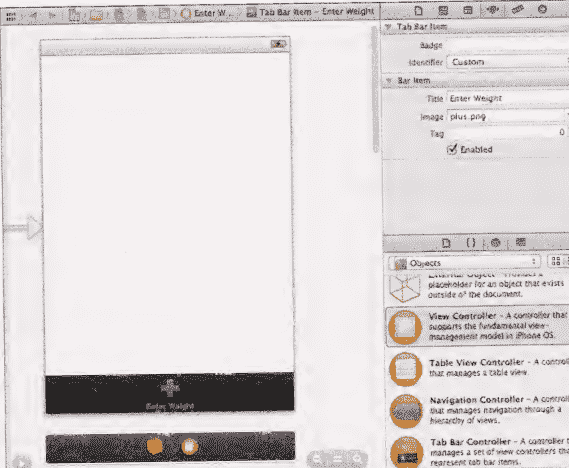 Enter W...
Tab Bar Item – Enter Weight
Tab Bar Item
Badge
Identifier Custom
Bar Item
Title Enter Weight
Image plus.png
Tag 0
Enabled
Objects
External Object – Provides a
placeholder for an object that exists
outside of the document.
View Controller – A controller that
supports the fundamental view-
management model in iPhone OS.
Table View Controller – A controll
that manages a table view.
Navigation Controller – A controll
that manages navigation through a
hierarchy of views.
Tab Bar Controller – A controller t
manages a set of view controllers tha
represent tab bar items.
Enter Weight